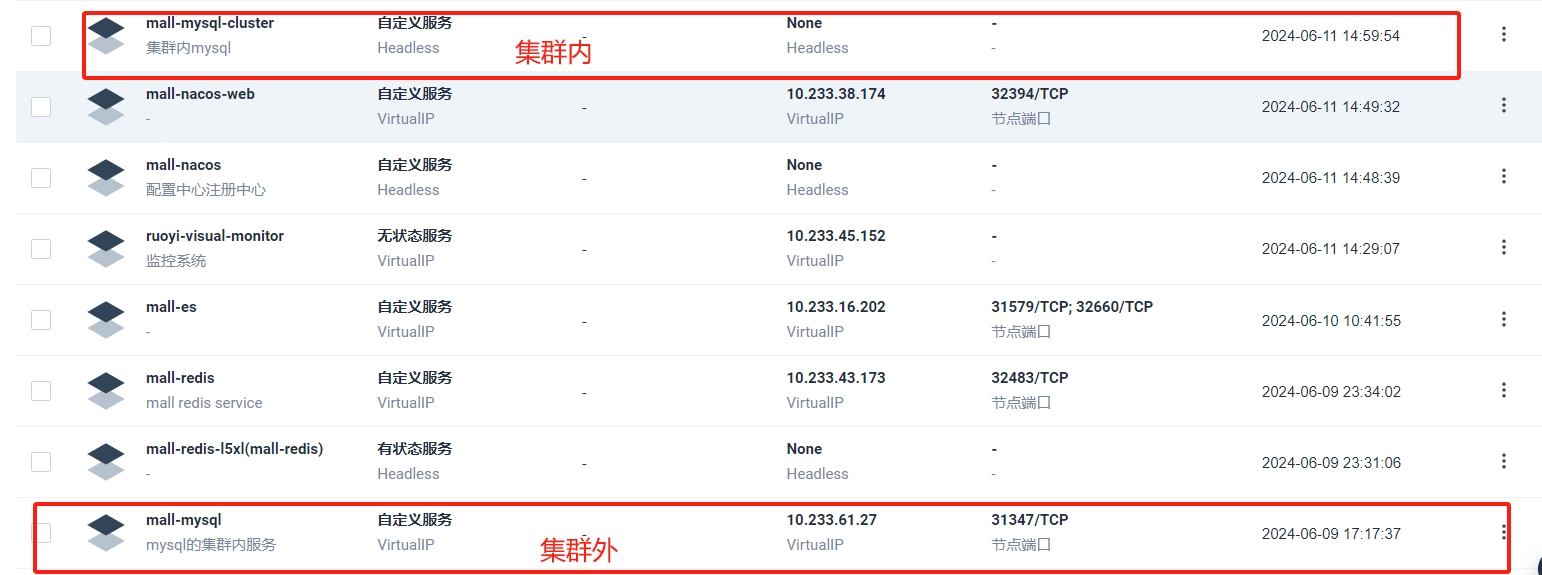 mall-mysql-cluster 自定义服务 None -
集群内mysql Headless - Headless -
2024-06-11 14:59:54
集群内
mall-nacos-web 自定义服务 10.233.38.174 32394/TCP
- VirtualIP - VirtualIP 节点端口
2024-06-11 14:49:32
mall-nacos 自定义服务 None -
配置中心注册中心 Headless - Headless -
2024-06-11 14:48:39
ruoyi-visual-monitor 无状态服务 10.233.45.152 -
监控系统 VirtualIP - VirtualIP -
2024-06-11 14:29:07
mall-es 自定义服务 10.233.16.202 31579/TCP; 32660/TCP
- VirtualIP - VirtualIP 节点端口
2024-06-10 10:41:55
mall-redis 自定义服务 10.233.43.173 32483/TCP
mall redis service VirtualIP - VirtualIP 节点端口
2024-06-09 23:34:02
mall-redis-l5xl(mall-redis) 有状态服务 None -
- Headless - Headless -
2024-06-09 23:31:06
mall-mysql 自定义服务 10.233.61.27 31347/TCP
mysql的集群内服务 VirtualIP - VirtualIP 节点端口
2024-06-09 17:17:37
集群外